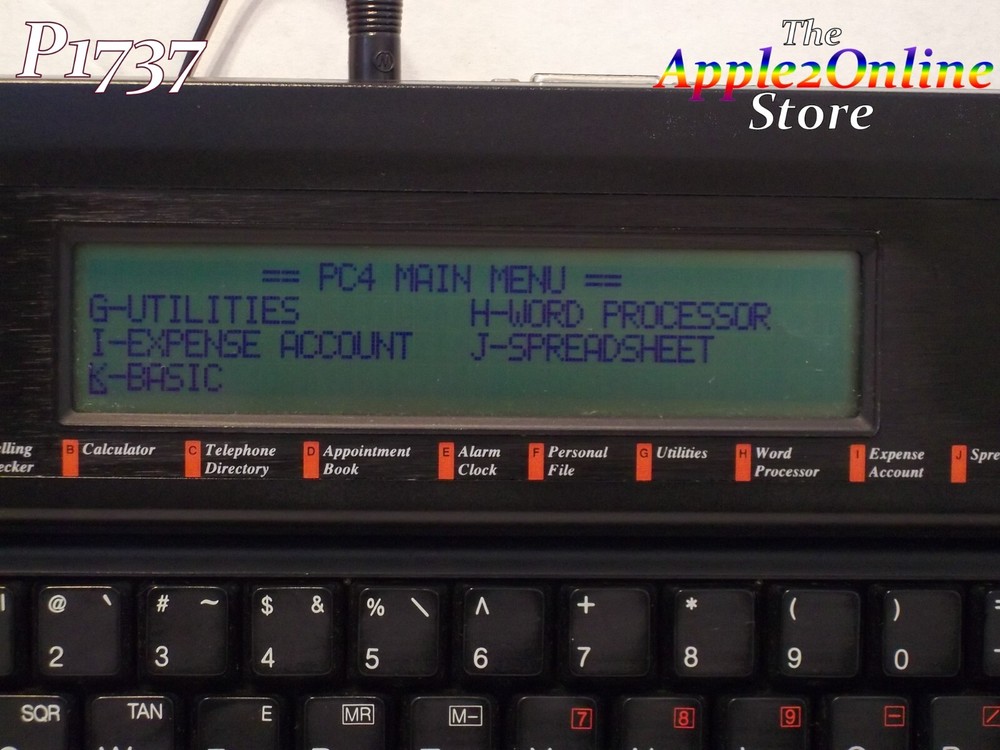 P1737
The
Apple2Online
Store
== PC4 MAIN MENU ==
G-UTILITIES H-WORD PROCESSOR
I-EXPENSE ACCOUNT J-SPREADSHEET
K-BASIC
B Calculator
C Telephone
Directory
D Appointment
Book
E Alarm
Clock
F Personal
File
G Utilities
H Word
Processor
I Expense
Account
J
@ ` # ~ $ & % \ ^ + * ( )
2 3 4 5 6 7 8 9 0
SQR TAN E MR M- 7 8 9 -